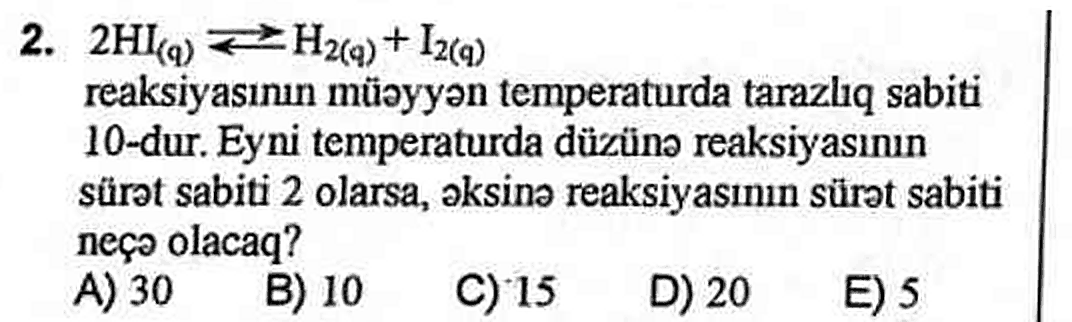 2. 2HI(q) ⇄ H2(q) + I2(q)
reaksiyasının müəyyən temperaturda tarazlıq sabiti
10-dur. Eyni temperaturda düzünə reaksiyasının
sürət sabiti 2 olarsa, əksinə reaksiyasının sürət sabiti
neçə olacaq?
A) 30 B) 10 C) 15 D) 20 E) 5